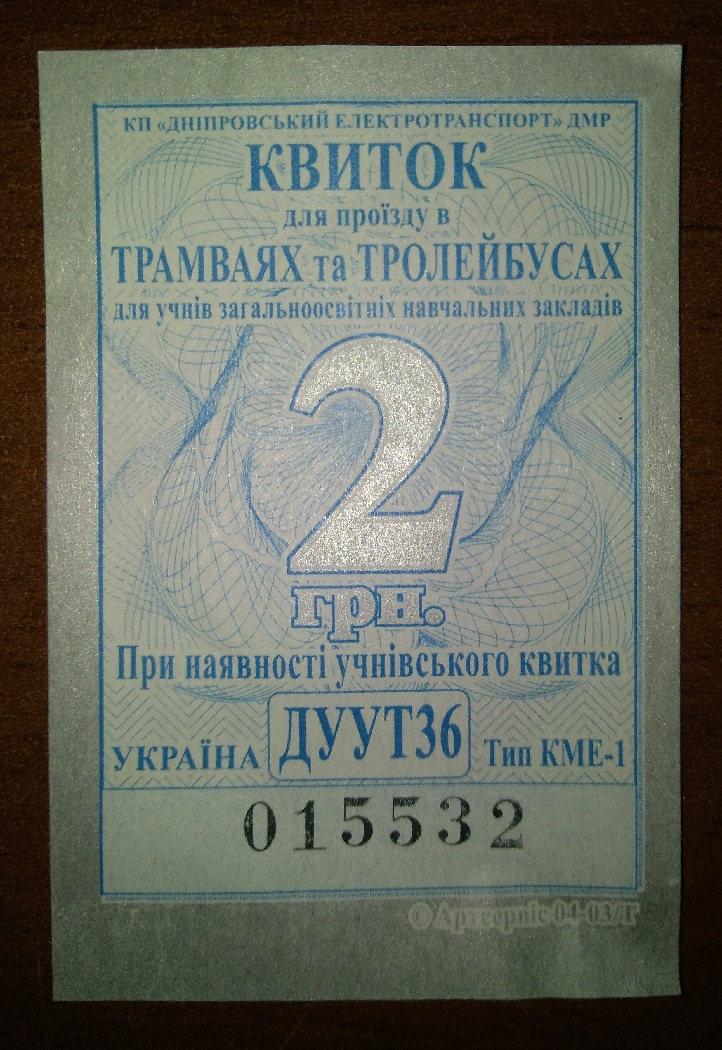 КП «ДНІПРОВСЬКИЙ ЕЛЕКТРОТРАНСПОРТ» ДМР
КВИТОК
для проїзду в
ТРАМВАЯХ та ТРОЛЕЙБУСАХ
для учнів загальноосвітніх навчальних закладів
2
грн.
При наявності учнівського квитка
УКРАЇНА ДУУТ36 Тип КМЕ-1
015532
© Артсервіс 04-03/Т